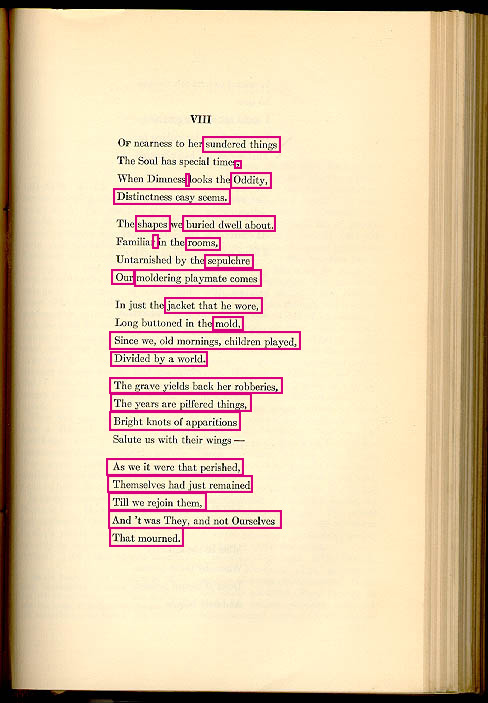 VIII
OF nearness to her sundered things
The Soul has special times,
When Dimness looks the Oddity,
Distinctness easy seems.
The shapes we buried dwell about,
Familiar in the rooms,
Untarnished by the sepulchre
Our moldering playmate comes
In just the jacket that he wore,
Long buttoned in the mold,
Since we, old mornings, children played,
Divided by a world.
The grave yields back her robberies,
The years are pilfered things,
Bright knots of apparitions
Salute us with their wings —
As we it were that perished,
Themselves had just remained
Till we rejoin them,
And 't was They, and not Ourselves
That mourned.